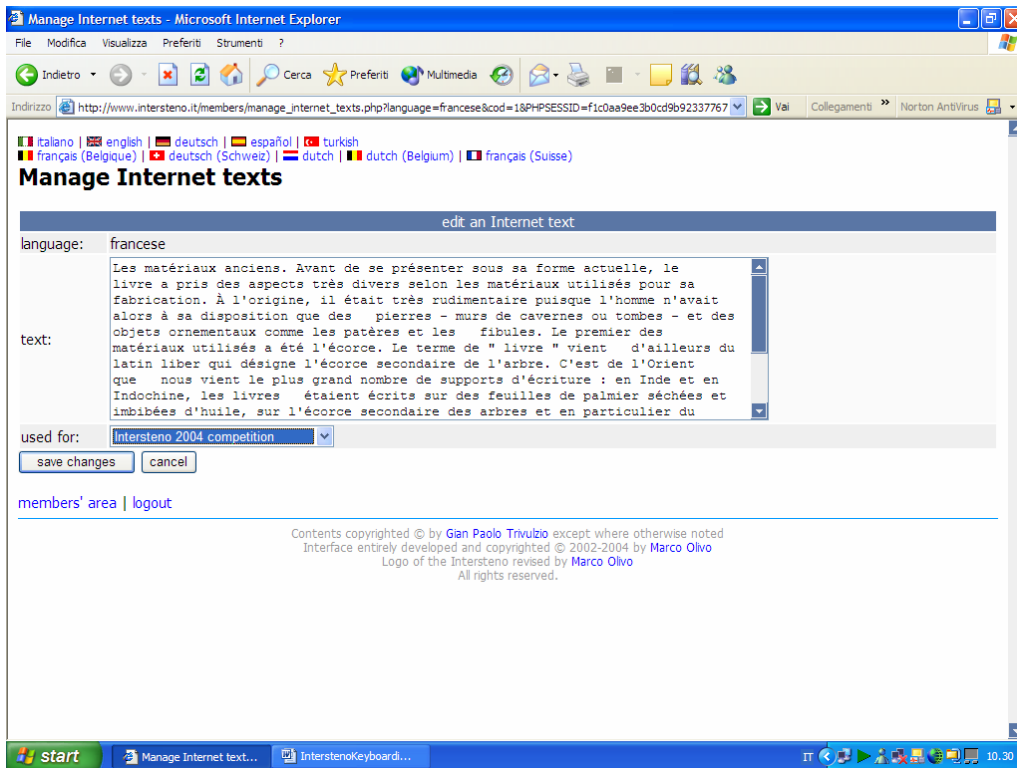 Manage Internet texts - Microsoft Internet Explorer
File Modifica Visualizza Preferiti Strumenti ?
Indietro Cerca Preferiti Multimedia
Indirizzo http://www.intersteno.it/members/manage_internet_texts.php?language=francese&cod=1&PHPSESSID=f1c0aa9ee3b0cd9b92337767 Vai Collegamenti » Norton AntiVirus
italiano | english | deutsch | español | turkish
français (Belgique) | deutsch (Schweiz) | dutch | dutch (Belgium) | français (Suisse)
Manage Internet texts
edit an Internet text
language: francese
text:
Les matériaux anciens. Avant de se présenter sous sa forme actuelle, le
livre a pris des aspects très divers selon les matériaux utilisés pour sa
fabrication. À l'origine, il était très rudimentaire puisque l'homme n'avait
alors à sa disposition que des pierres - murs de cavernes ou tombes - et des
objets ornementaux comme les patères et les fibules. Le premier des
matériaux utilisés a été l'écorce. Le terme de " livre " vient d'ailleurs du
latin liber qui désigne l'écorce secondaire de l'arbre. C'est de l'Orient
que nous vient le plus grand nombre de supports d'écriture : en Inde et en
Indochine, les livres étaient écrits sur des feuilles de palmier séchées et
imbibées d'huile, sur l'écorce secondaire des arbres et en particulier du
used for: Intersteno 2004 competition
save changes cancel
members' area | logout
Contents copyrighted © by Gian Paolo Trivulzio except where otherwise noted
Interface entirely developed and copyrighted © 2002-2004 by Marco Olivo
Logo of the Intersteno revised by Marco Olivo
All rights reserved.
start Manage Internet text... InterstenoKeyboardi... IT 10.30